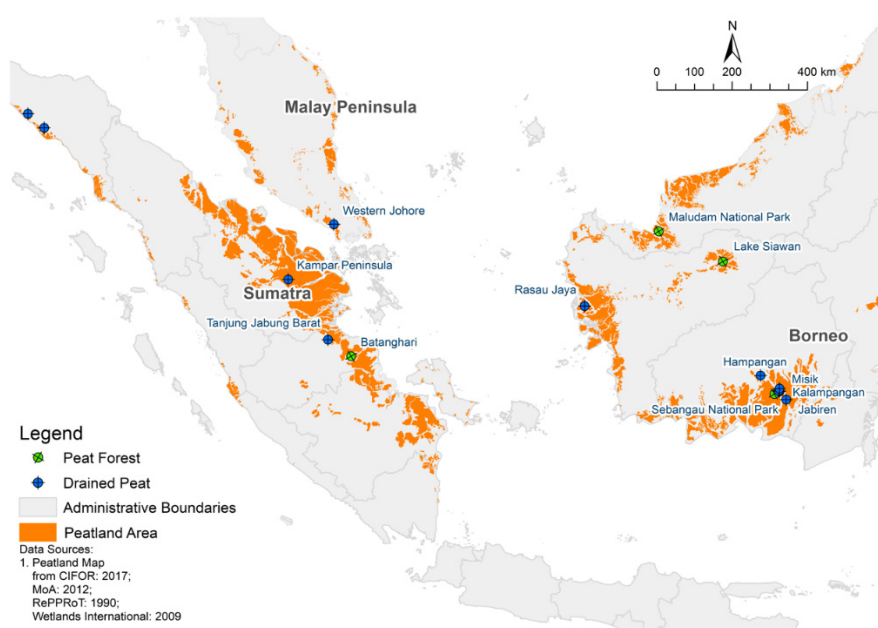 N
0 100 200 400 km
Malay Peninsula
Western Johore
Maludam National Park
Lake Siawan
Kampar Peninsula
Sumatra
Rasau Jaya
Tanjung Jabung Barat
Batanghari
Borneo
Hampangan
Misik
Kalampangan
Sebangau National Park
Jabiren
Legend
Peat Forest
Drained Peat
Administrative Boundaries
Peatland Area
Data Sources:
1. Peatland Map
from CIFOR: 2017;
MoA: 2012;
RePPRoT: 1990;
Wetlands International: 2009